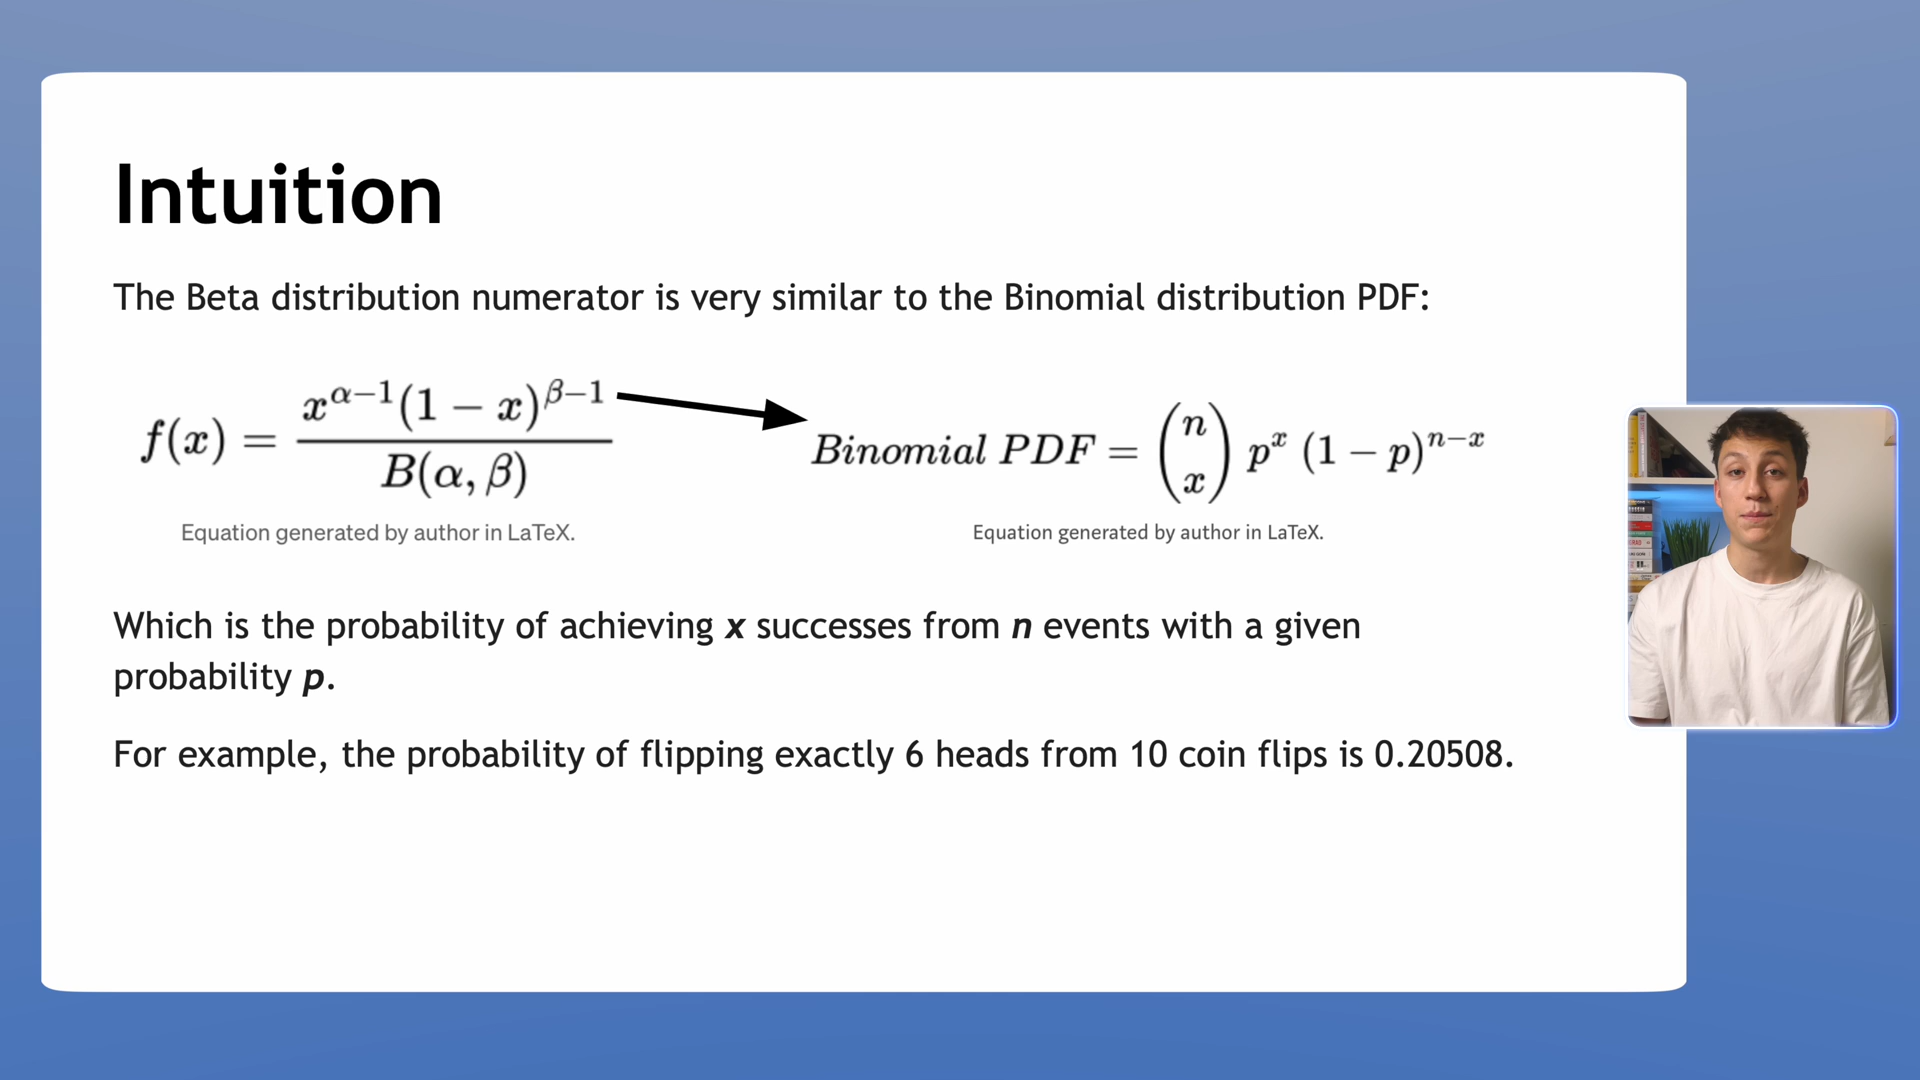 Intuition
The Beta distribution numerator is very similar to the Binomial distribution PDF:
f(x) = \frac{x^{α−1}(1 − x)^{β−1}}{B(α, β)}
Binomial PDF = \binom{n}{x} p^x (1 − p)^{n−x}
Equation generated by author in LaTeX.
Equation generated by author in LaTeX.
Which is the probability of achieving x successes from n events with a given
probability p.
For example, the probability of flipping exactly 6 heads from 10 coin flips is 0.20508.